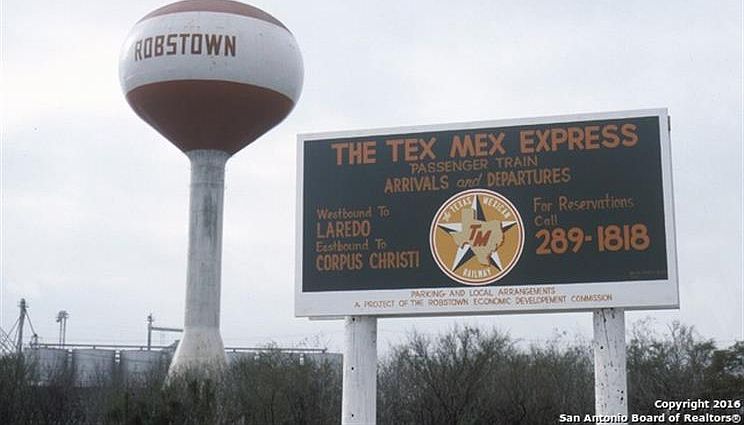 ROBSTOWN
THE TEX MEX EXPRESS
PASSENGER TRAIN
ARRIVALS and DEPARTURES
Westbound To
LAREDO
Eastbound To
CORPUS CHRISTI
The TEXAS MEXICAN
TM
RAILWAY
For Reservations
Call
289-1818
PARKING AND LOCAL ARRANGEMENTS
A PROJECT OF THE ROBSTOWN ECONOMIC DEVELOPMENT COMMISSION
Copyright 2016
San Antonio Board of Realtors®